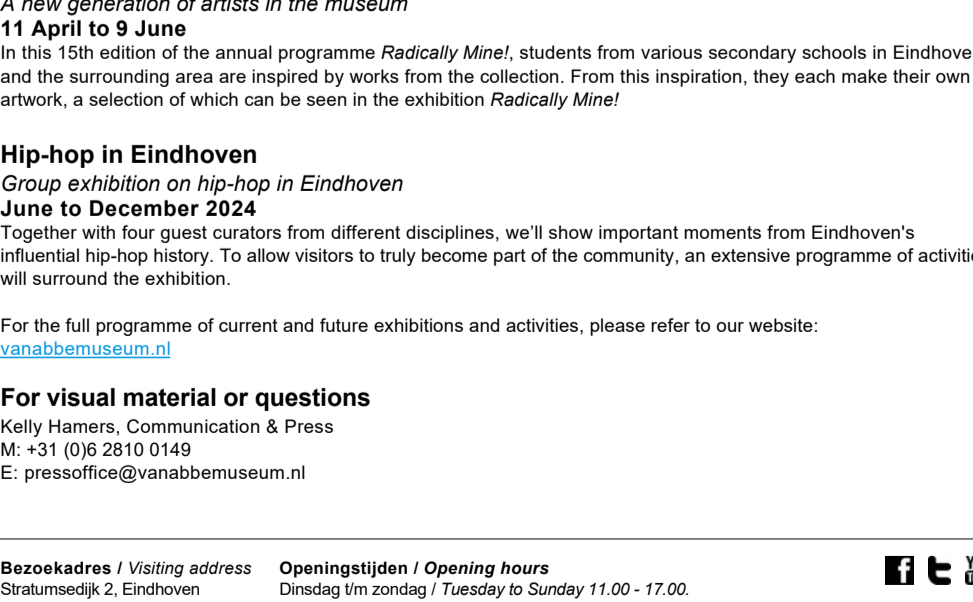 A new generation of artists in the museum
11 April to 9 June
In this 15th edition of the annual programme Radically Mine!, students from various secondary schools in Eindhove
and the surrounding area are inspired by works from the collection. From this inspiration, they each make their own
artwork, a selection of which can be seen in the exhibition Radically Mine!
Hip-hop in Eindhoven
Group exhibition on hip-hop in Eindhoven
June to December 2024
Together with four guest curators from different disciplines, we’ll show important moments from Eindhoven's
influential hip-hop history. To allow visitors to truly become part of the community, an extensive programme of activiti
will surround the exhibition.
For the full programme of current and future exhibitions and activities, please refer to our website:
vanabbemuseum.nl
For visual material or questions
Kelly Hamers, Communication & Press
M: +31 (0)6 2810 0149
E: pressoffice@vanabbemuseum.nl
Bezoekadres / Visiting address
Stratumsedijk 2, Eindhoven
Openingstijden / Opening hours
Dinsdag t/m zondag / Tuesday to Sunday 11.00 - 17.00.